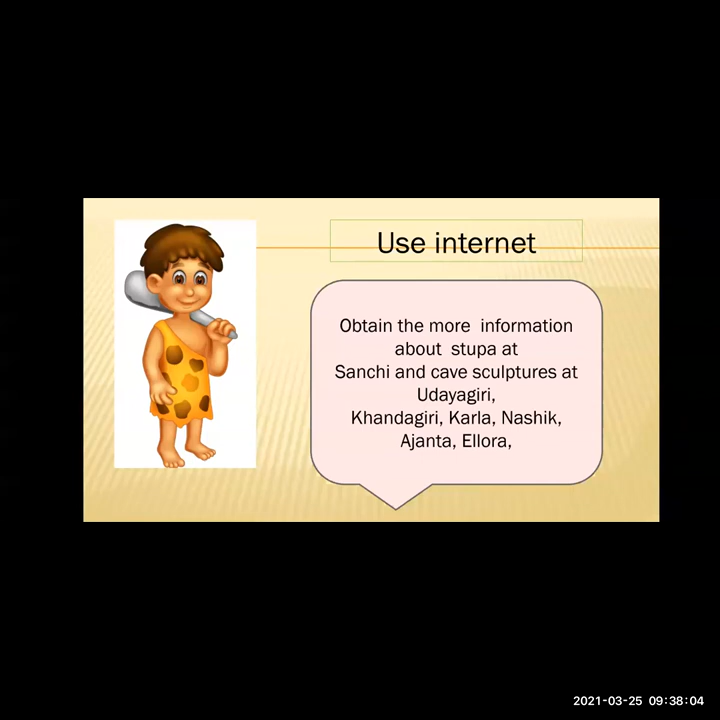 Use internet
Obtain the more information
about stupa at
Sanchi and cave sculptures at
Udayagiri,
Khandagiri, Karla, Nashik,
Ajanta, Ellora,
2021-03-25 09:38:04